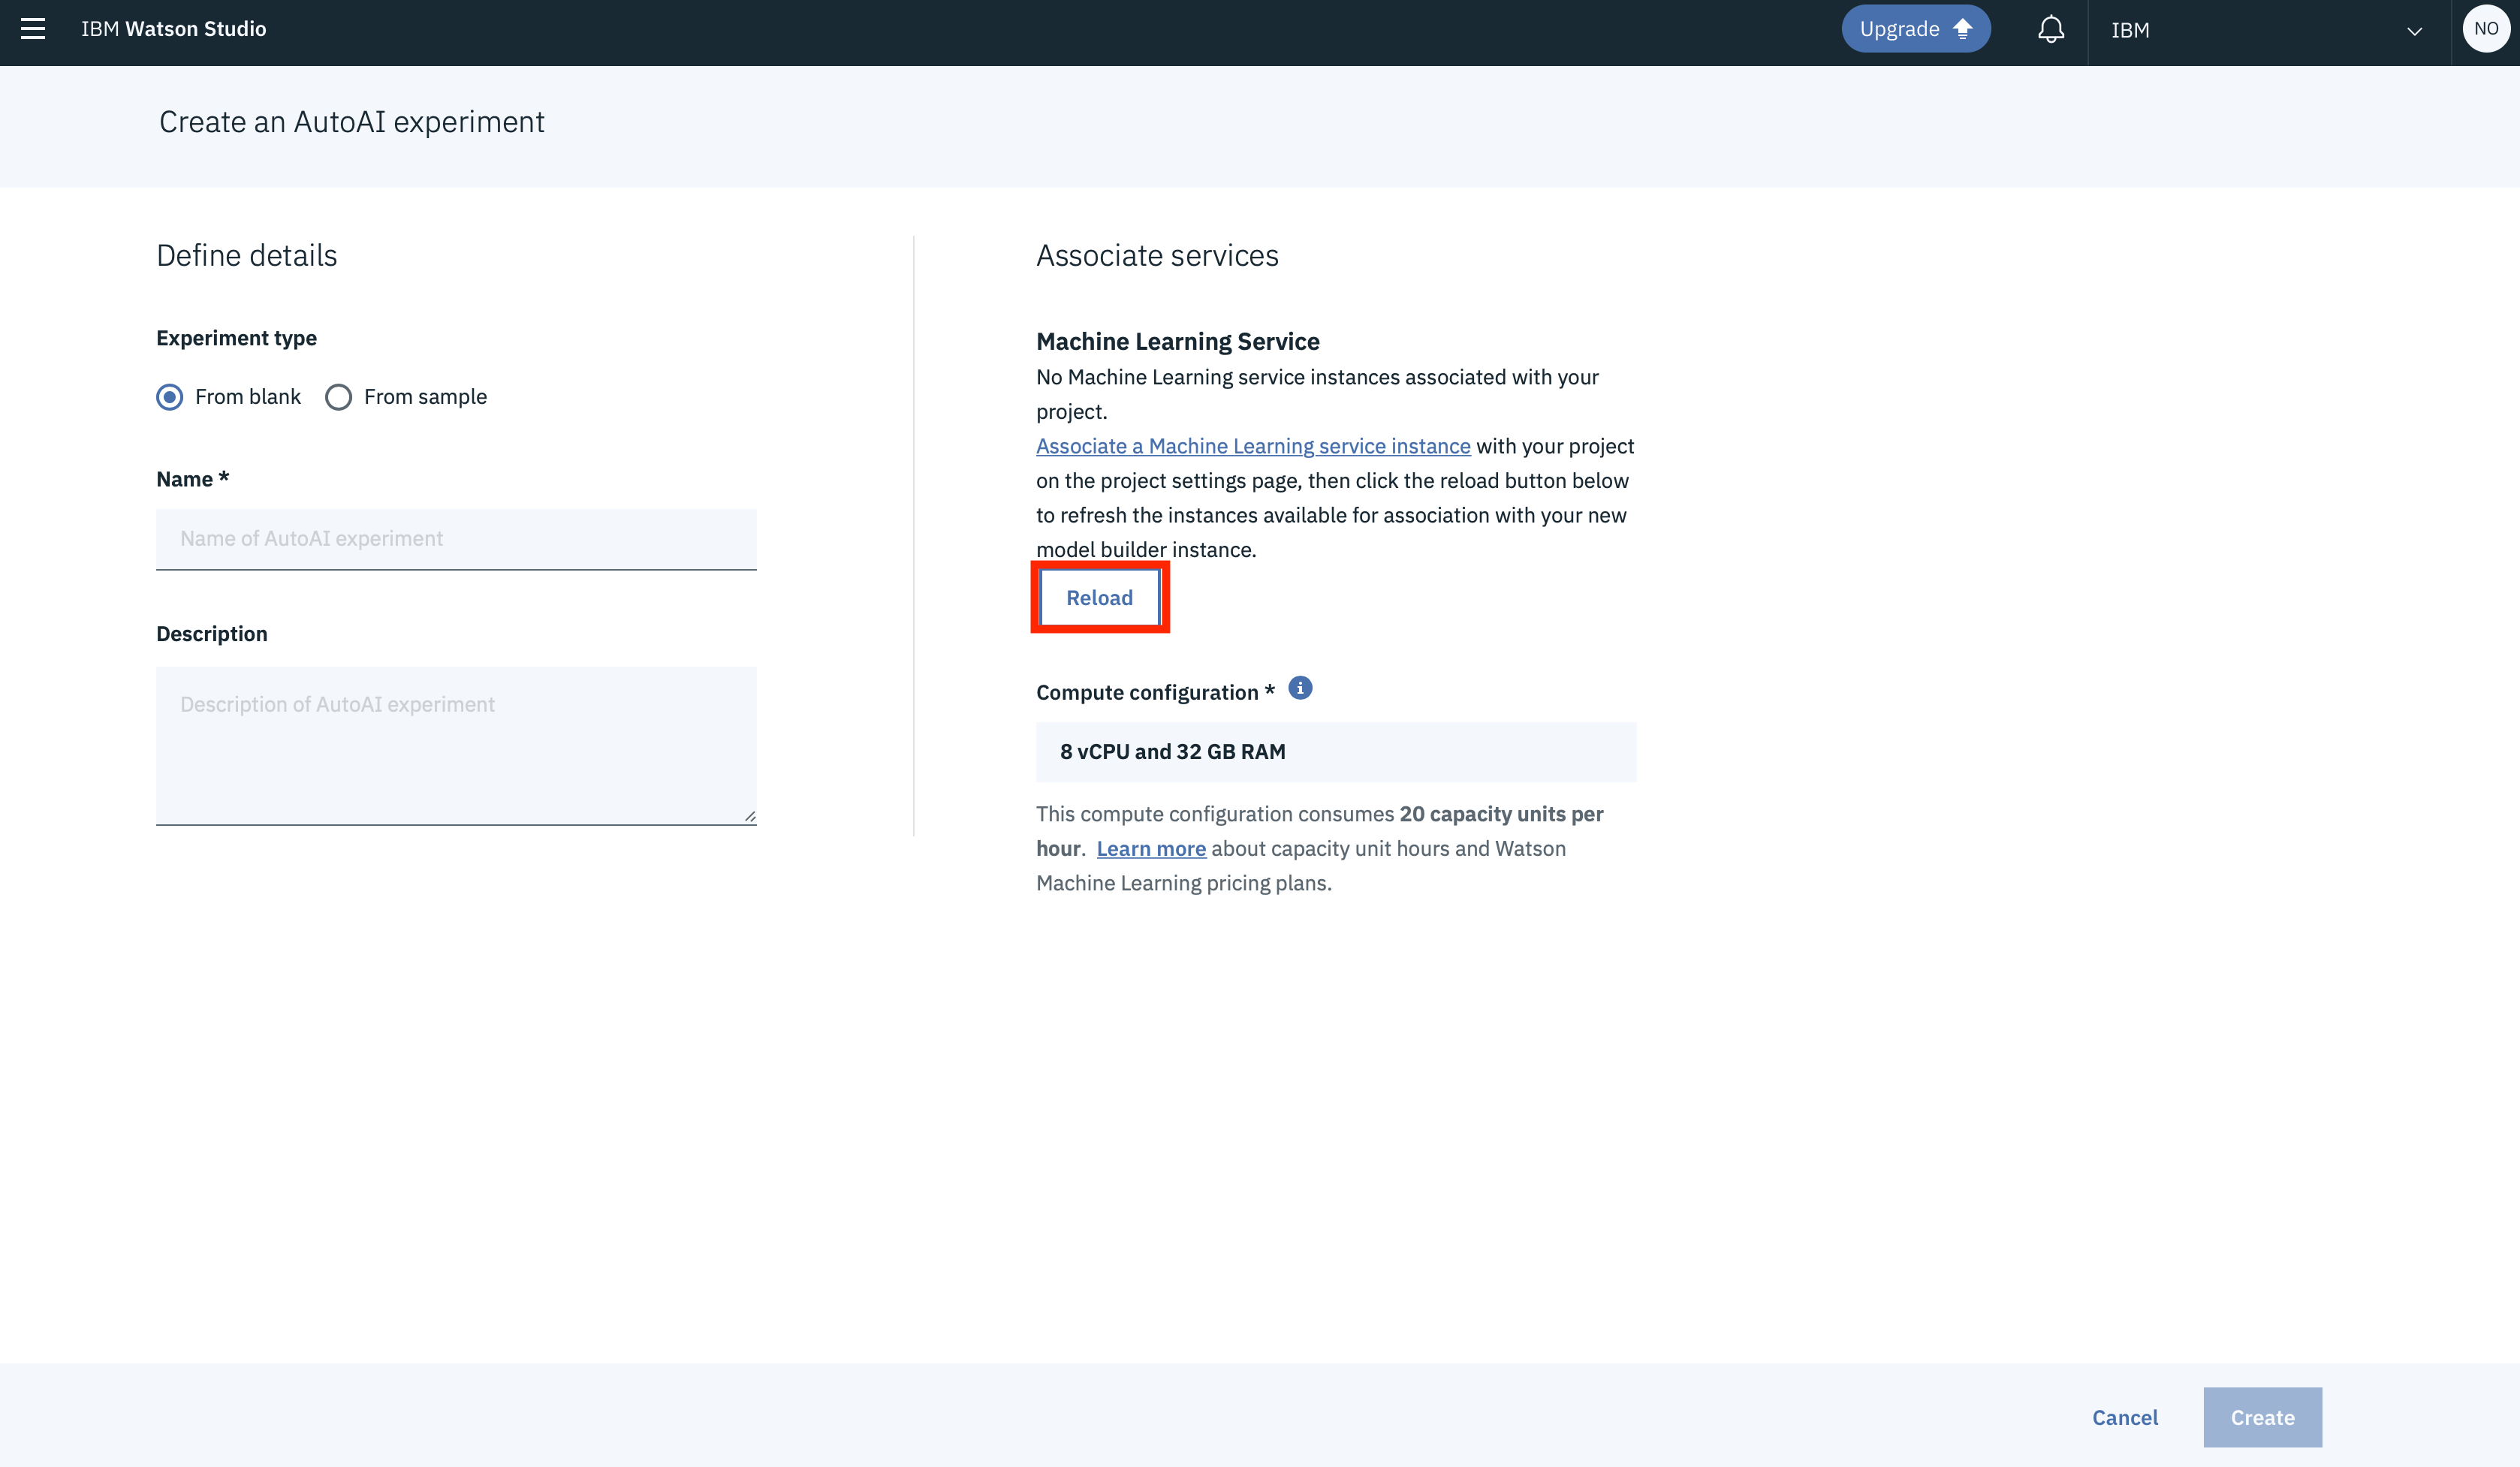 IBM Watson Studio
Upgrade
IBM
NO
Create an AutoAI experiment
Define details
Experiment type
From blank
From sample
Name *
Name of AutoAI experiment
Description
Description of AutoAI experiment
Associate services
Machine Learning Service
No Machine Learning service instances associated with your
project.
Associate a Machine Learning service instance with your project
on the project settings page, then click the reload button below
to refresh the instances available for association with your new
model builder instance.
Reload
Compute configuration *
8 vCPU and 32 GB RAM
This compute configuration consumes 20 capacity units per
hour. Learn more about capacity unit hours and Watson
Machine Learning pricing plans.
Cancel
Create